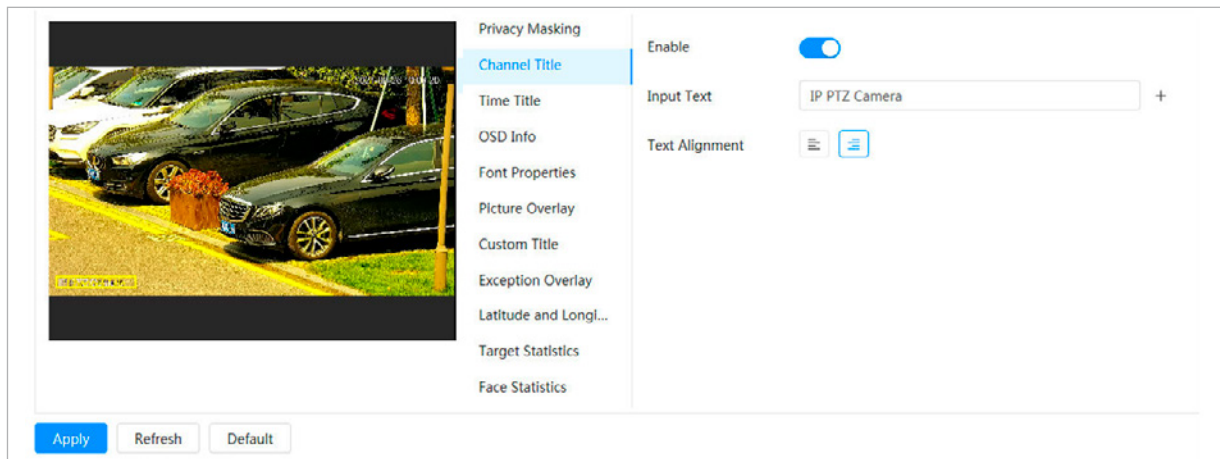 Privacy Masking
Channel Title
Time Title
OSD Info
Font Properties
Picture Overlay
Custom Title
Exception Overlay
Latitude and Longi...
Target Statistics
Face Statistics
Enable
Input Text IP PTZ Camera +
Text Alignment
Apply Refresh Default